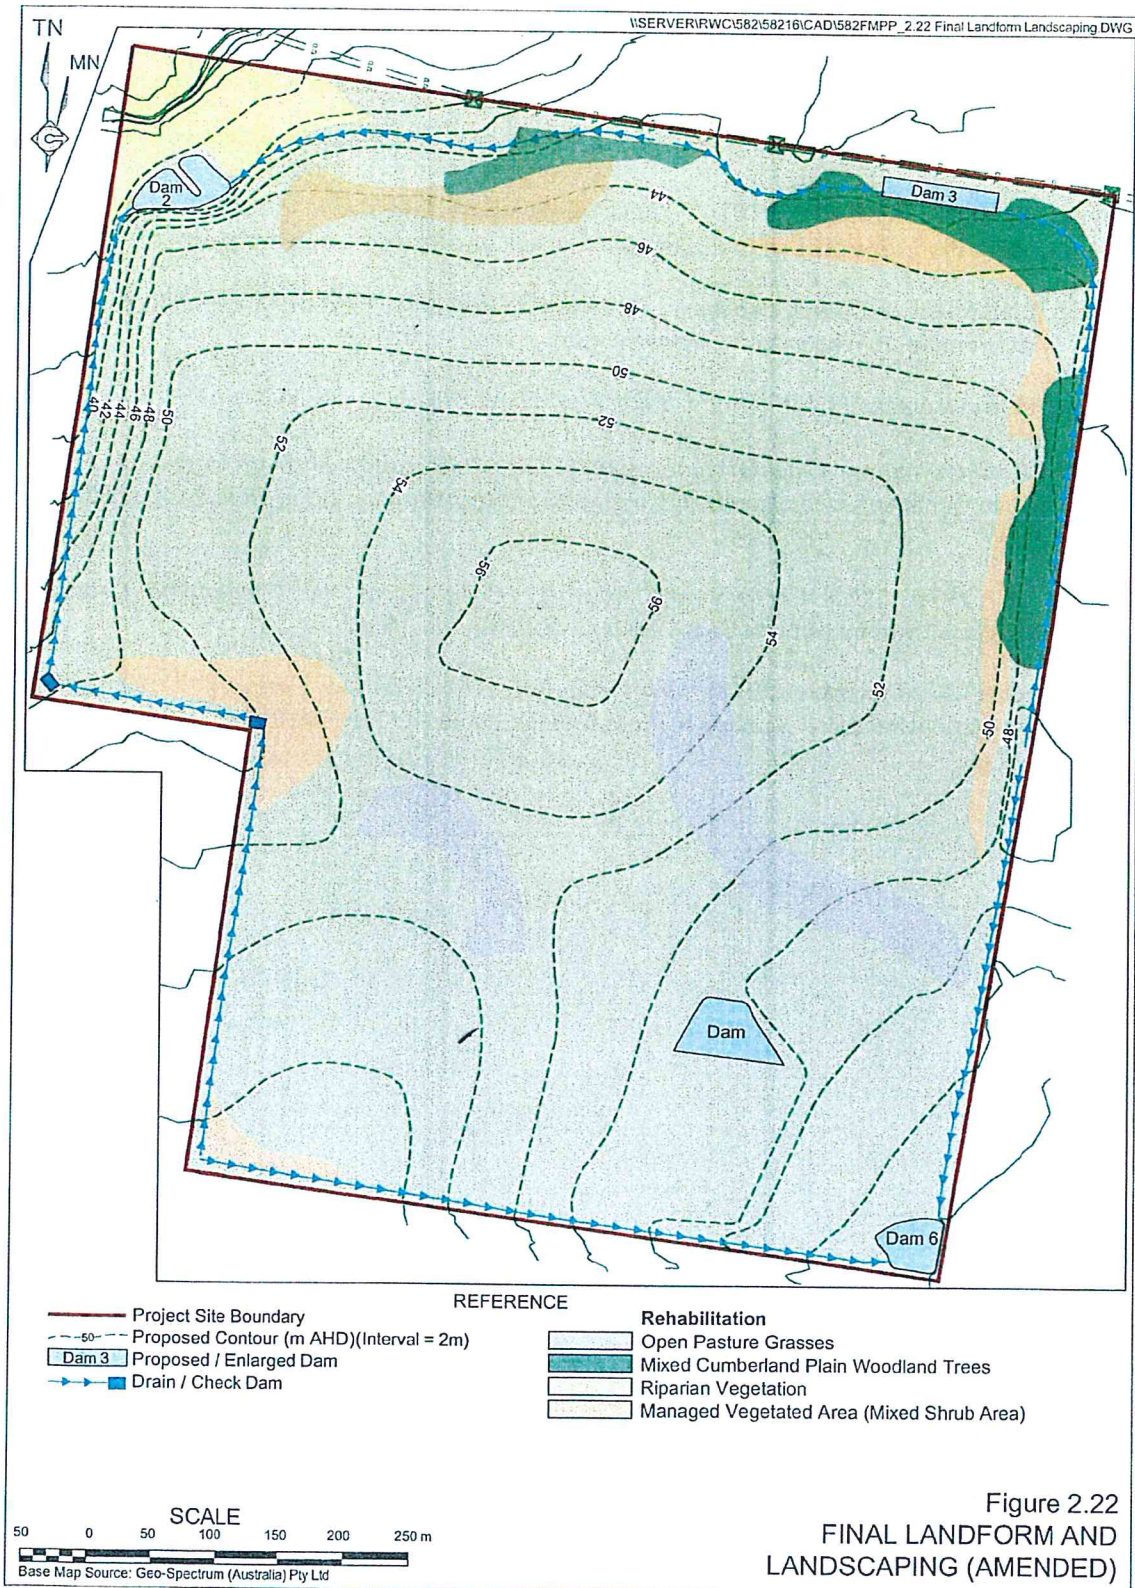 \\SERVER\RWC\582\58216\CAD\582FMPP_2.22 Final Landform Landscaping.DWG
TN
MN
Dam 2
Dam 3
44
46
48
50
52
40
42
44
46
48
50
52
54
56
56
54
52
50
48
Dam
Dam 6
REFERENCE
Project Site Boundary
50 Proposed Contour (m AHD)(Interval = 2m)
Dam 3 Proposed / Enlarged Dam
Drain / Check Dam
Rehabilitation
Open Pasture Grasses
Mixed Cumberland Plain Woodland Trees
Riparian Vegetation
Managed Vegetated Area (Mixed Shrub Area)
SCALE
50 0 50 100 150 200 250 m
Base Map Source: Geo-Spectrum (Australia) Pty Ltd
Figure 2.22
FINAL LANDFORM AND
LANDSCAPING (AMENDED)